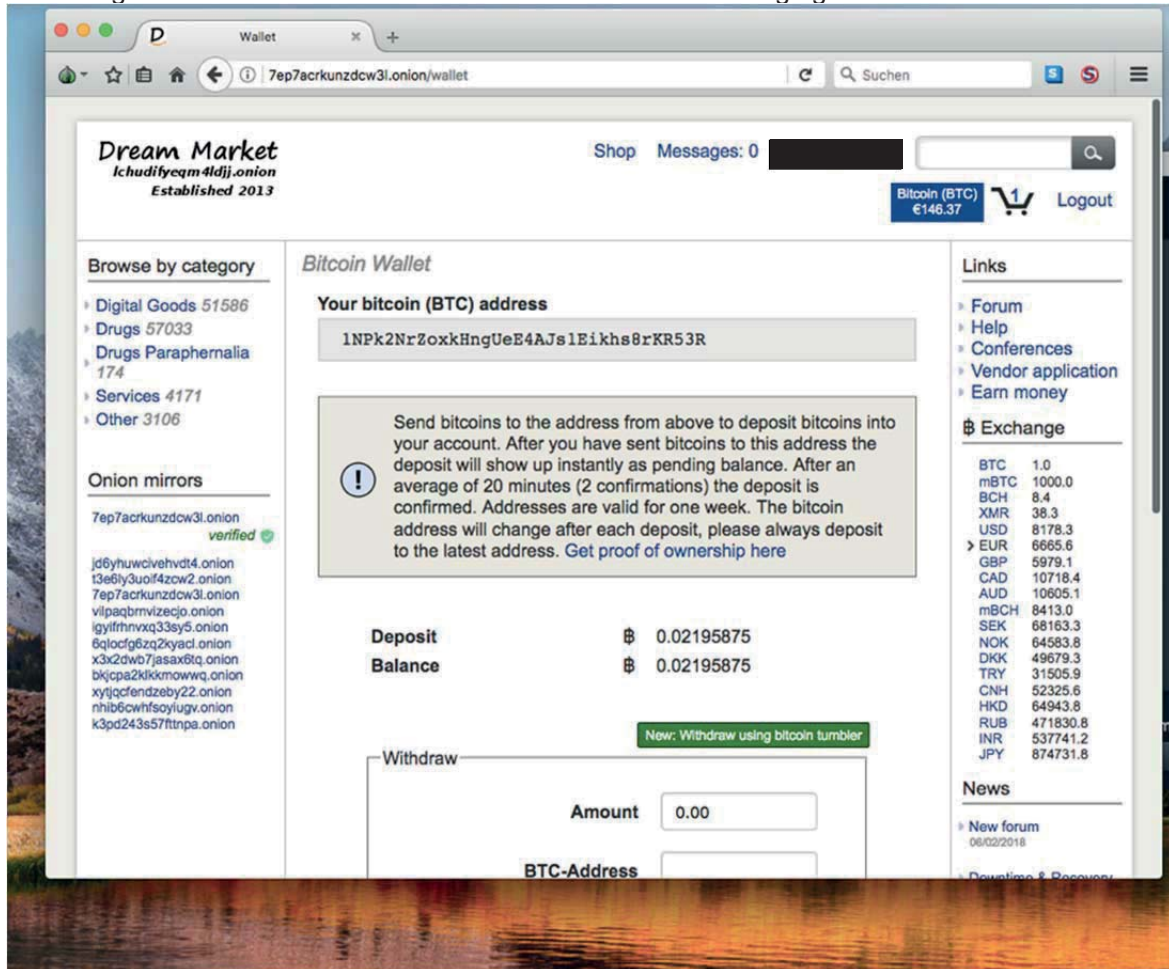 Wallet
7ep7acrkunzdcw3l.onion/wallet
Suchen
Dream Market
lchudifyeqm4ldjj.onion
Established 2013
Shop Messages: 0
Bitcoin (BTC)
€146.37
1
Logout
Browse by category
Digital Goods 51586
Drugs 57033
Drugs Paraphernalia
174
Services 4171
Other 3106
Onion mirrors
7ep7acrkunzdcw3l.onion
verified
jd6yhuwcivehvdt4.onion
t3e6ly3uoif4zcw2.onion
7ep7acrkunzdcw3l.onion
vilpaqbrnvizecjo.onion
igyifrhnvxq33sy5.onion
6qlocfg6zq2kyacl.onion
x3x2dwb7jasax6tq.onion
bkjcpa2klkkmowwq.onion
xytjqcfendzeby22.onion
nhib6cwhfsoyiugv.onion
k3pd243s57fttnpa.onion
Bitcoin Wallet
Your bitcoin (BTC) address
1NPk2NrZoxkHngUeE4AJs1Eikhs8rKR53R
Send bitcoins to the address from above to deposit bitcoins into
your account. After you have sent bitcoins to this address the
deposit will show up instantly as pending balance. After an
average of 20 minutes (2 confirmations) the deposit is
confirmed. Addresses are valid for one week. The bitcoin
address will change after each deposit, please always deposit
to the latest address. Get proof of ownership here
Deposit ฿ 0.02195875
Balance ฿ 0.02195875
New: Withdraw using bitcoin tumbler
Withdraw
Amount 0.00
BTC-Address
Links
Forum
Help
Conferences
Vendor application
Earn money
฿ Exchange
BTC 1.0
mBTC 1000.0
BCH 8.4
XMR 38.3
USD 8178.3
EUR 6665.6
GBP 5979.1
CAD 10718.4
AUD 10605.1
mBCH 8413.0
SEK 68163.3
NOK 64583.8
DKK 49679.3
TRY 31505.9
CNH 52325.6
HKD 64943.8
RUB 471830.8
INR 537741.2
JPY 874731.8
News
New forum
06/02/2018
Downtime & Recovery